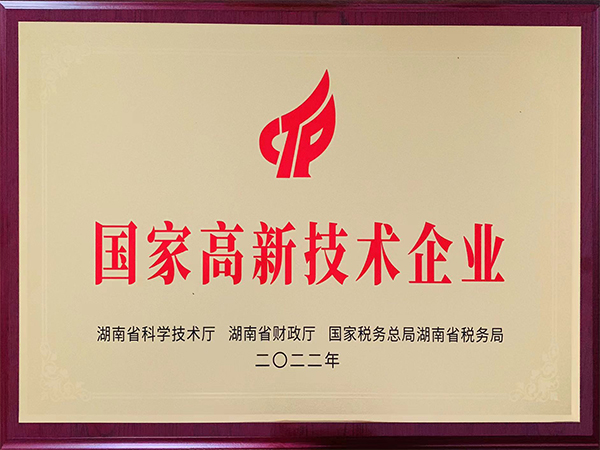 CTP
国家高新技术企业
湖南省科学技术厅 湖南省财政厅 国家税务总局湖南省税务局
二〇二二年